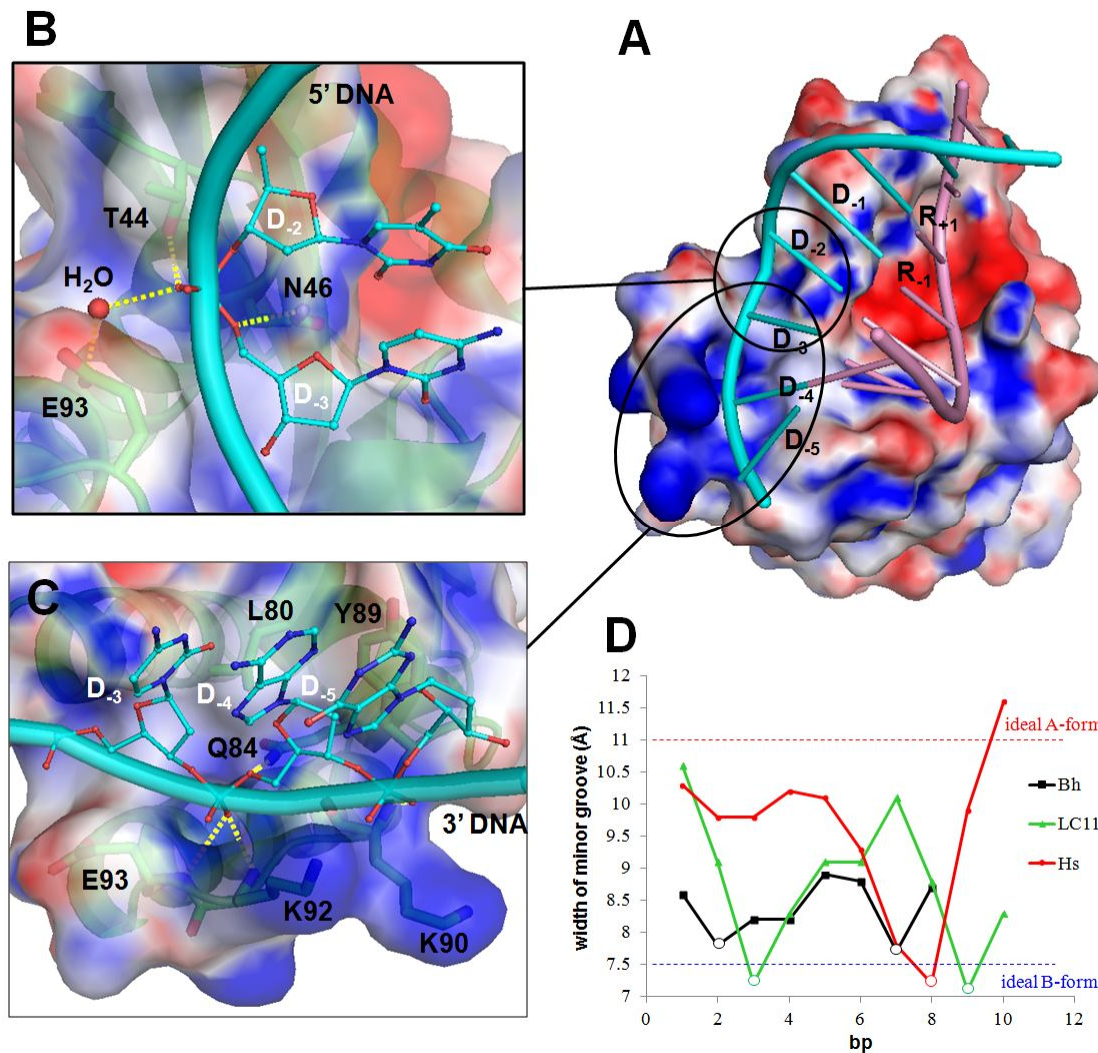 B
5' DNA
T44
D-2
H2O
N46
E93
D-3
A
D-1
R+1
D-2
R-1
D-3
D-4
D-5
C
L80
Y89
D-3
D-4
D-5
Q84
3' DNA
E93
K92
K90
D
12
11.5
11
10.5
10
9.5
9
8.5
8
7.5
7
width of minor groove (Å)
0
2
4
6
8
10
12
bp
ideal A-form
ideal B-form
Bh
LC11
Hs